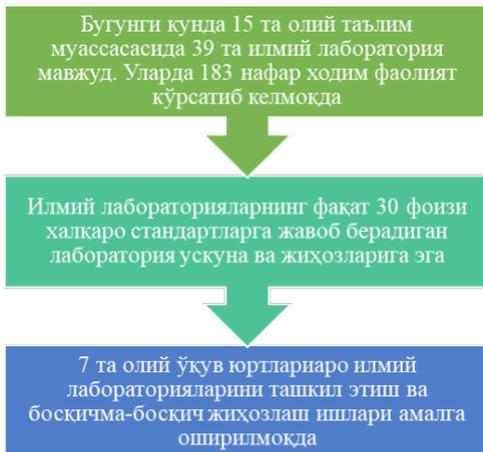 Бугунги кунда 15 та олий таълим
муассасасида 39 та илмий лаборатория
мавжуд. Уларда 183 нафар ходим фаолият
кўрсатиб келмоқда
Илмий лабораторияларнинг фақат 30 фоизи
халқаро стандартларга жавоб берадиган
лаборатория ускуна ва жиҳозларига эга
7 та олий ўқув юртлариаро илмий
лабораторияларини ташкил этиш ва
босқичма-босқич жиҳозлаш ишлари амалга
оширилмоқда